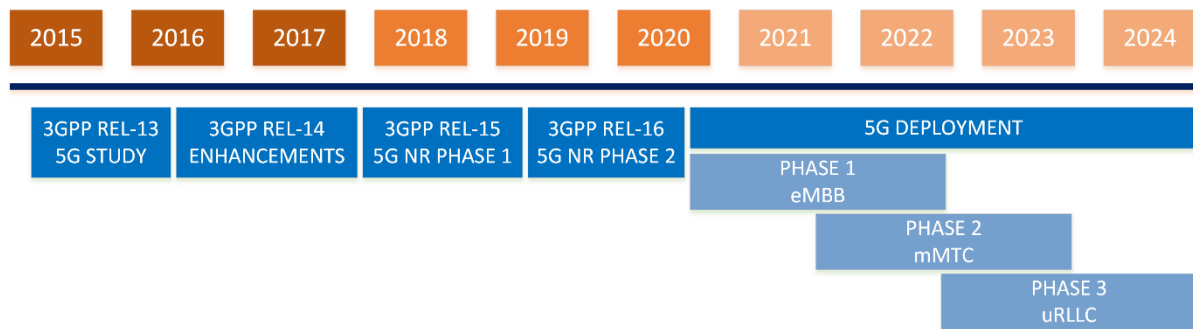 2015 2016 2017 2018 2019 2020 2021 2022 2023 2024
3GPP REL-13
5G STUDY
3GPP REL-14
ENHANCEMENTS
3GPP REL-15
5G NR PHASE 1
3GPP REL-16
5G NR PHASE 2
5G DEPLOYMENT
PHASE 1
eMBB
PHASE 2
mMTC
PHASE 3
uRLLC